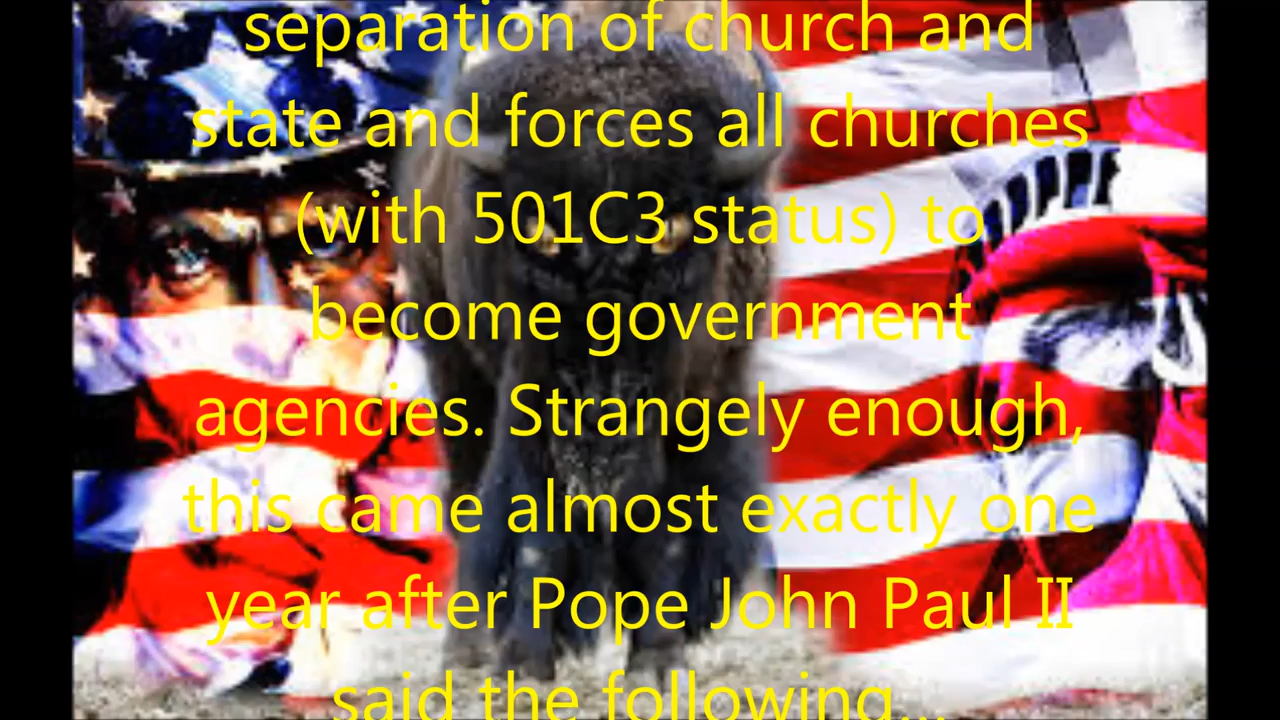 separation of church and
state and forces all churches
(with 501C3 status) to
become government
agencies. Strangely enough,
this came almost exactly one
year after Pope John Paul II
said the following...